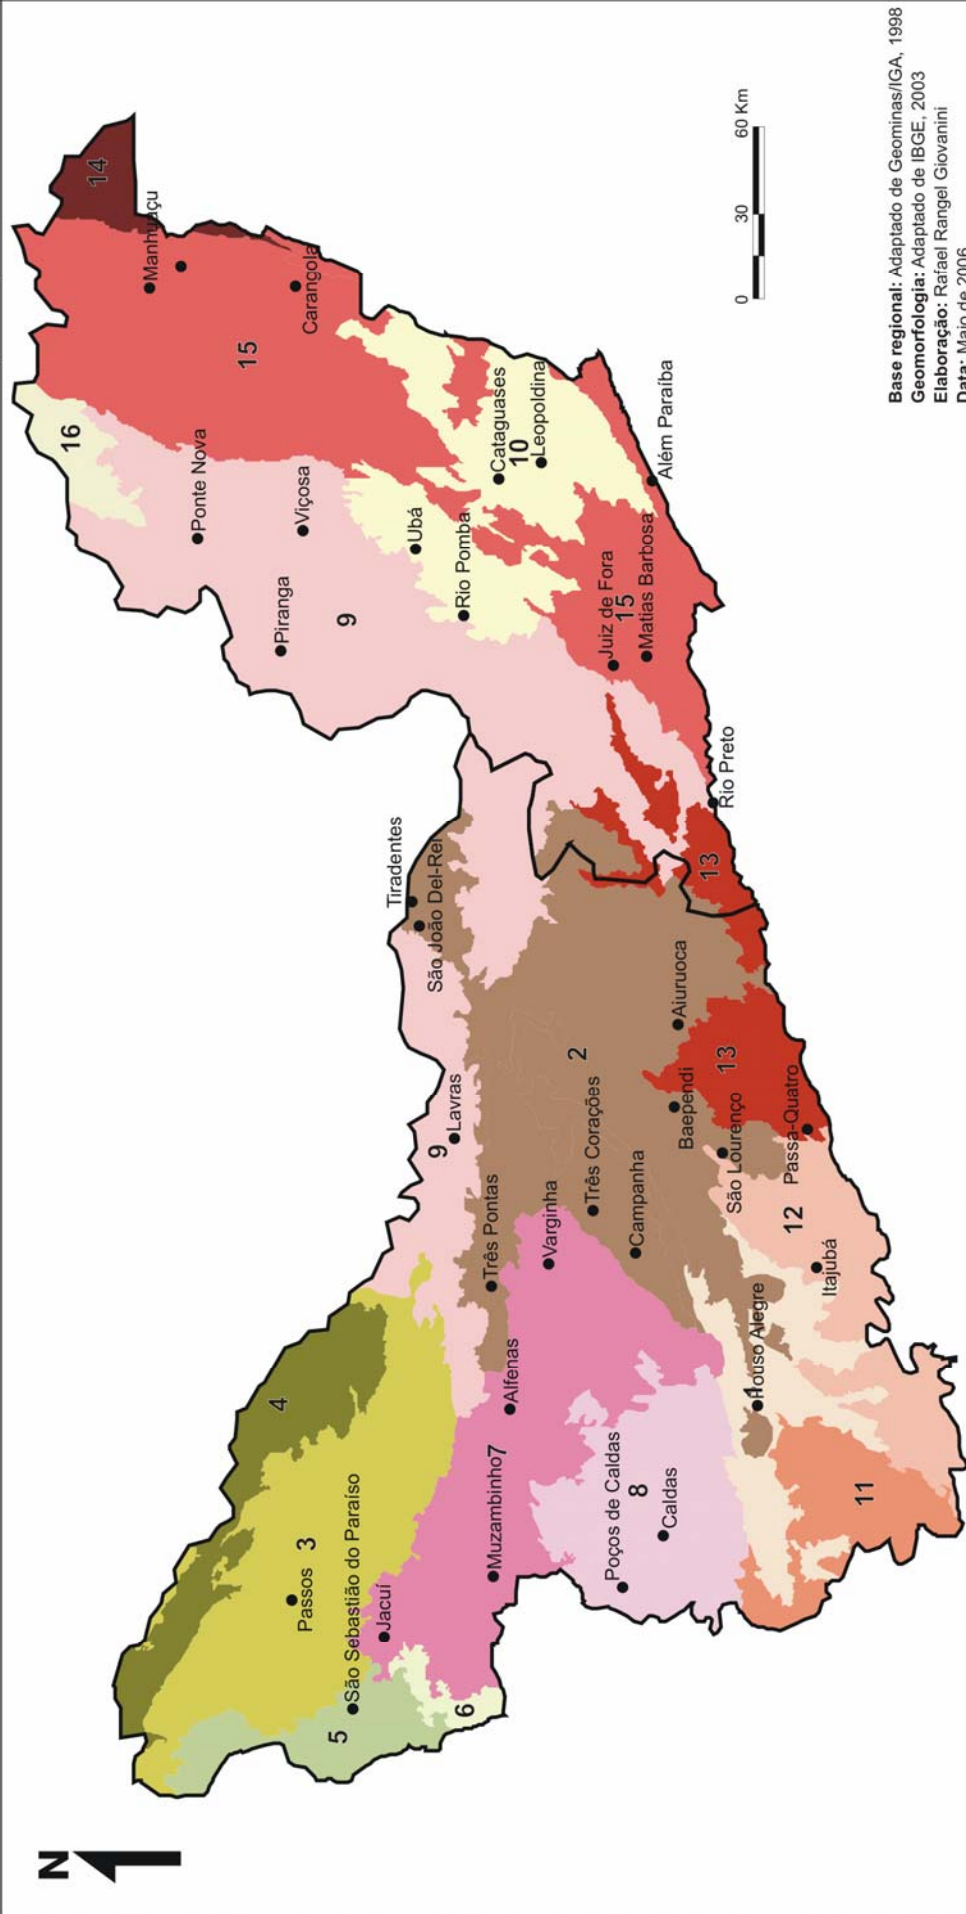 N
14
Manhuaçu
15
Carangola
16
Ponte Nova
Viçosa
Piranga
9
Ubá
Rio Pomba
Cataguases
10
Leopoldina
Além Paraíba
Juiz de Fora
15
Matias Barbosa
Rio Preto
13
Tiradentes
São João Del-Rei
9
Lavras
2
Aiuruoca
13
Baependi
São Lourenço
Passa-Quatro
Três Corações
Campanha
Três Pontas
Varginha
12
Itajubá
Pouso Alegre
1
Alfenas
4
3
Passos
São Sebastião do Paraíso
Jacuí
Muzambinho
7
Poços de Caldas
8
Caldas
11
5
6
0 30 60 Km
Base regional: Adaptado de Geominas/IGA, 1998
Geomorfologia: Adaptado de IBGE, 2003
Elaboração: Rafael Rangel Giovanini
Data: Maio de 2006